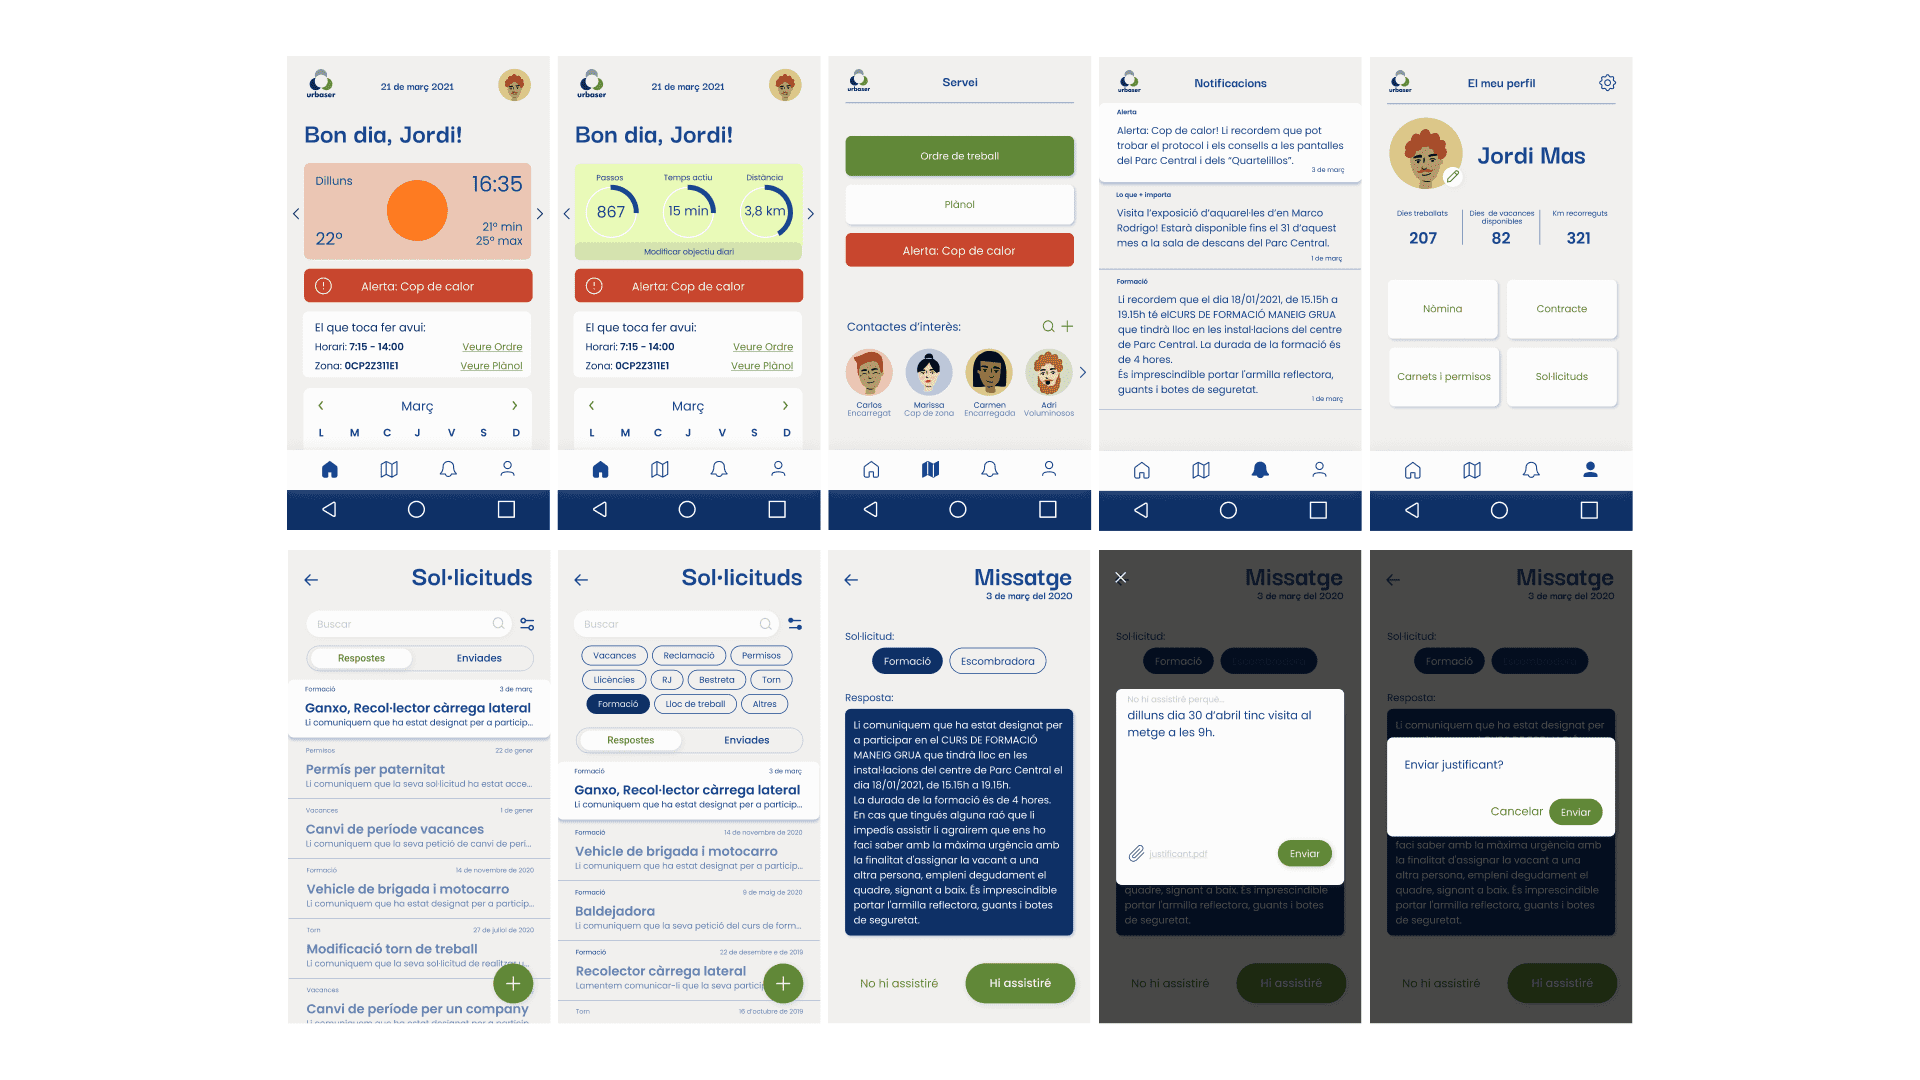 urbaser
21 de març 2021
Bon dia, Jordi!
Dilluns
16:35
22º
21º min
25º max
Alerta: Cop de calor
El que toca fer avui:
Horari: 7:15 - 14:00
Veure Ordre
Zona: 0CP2Z311E1
Veure Plànol
Març
L M C J V S D
urbaser
21 de març 2021
Bon dia, Jordi!
Passos
Temps actiu
Distància
867
15 min
3,8 km
Modificar objectiu diari
Alerta: Cop de calor
El que toca fer avui:
Horari: 7:15 - 14:00
Veure Ordre
Zona: 0CP2Z311E1
Veure Plànol
Març
L M C J V S D
urbaser
Servei
Ordre de treball
Plànol
Alerta: Cop de calor
Contactes d'interès:
Carlos
Encarregat
Marissa
Cap de zona
Carmen
Encarregada
Adri
Voluminosos
urbaser
Notificacions
Alerta
Alerta: Cop de calor! Li recordem que pot
trobar el protocol i els consells a les pantalles
del Parc Central i dels “Quartelillos”.
3 de març
Lo que + importa
Visita l'exposició d'aquarel·les d'en Marco
Rodrigo! Estarà disponible fins el 31 d'aquest
mes a la sala de descans del Parc Central.
1 de març
Formació
Li recordem que el dia 18/01/2021, de 15.15h a
19.15h té elCURS DE FORMACIÓ MANEIG GRUA
que tindrà lloc en les instal·lacions del centre
de Parc Central. La durada de la formació és
de 4 hores.
És imprescindible portar l'armilla reflectora,
guants i botes de seguretat.
1 de març
urbaser
El meu perfil
Jordi Mas
Dies treballats
207
Dies de vacances
disponibles
82
Km recorreguts
321
Nòmina
Contracte
Carnets i permisos
Sol·licituds
Sol·licituds
Buscar
Respostes
Enviades
Formació
3 de març
Ganxo, Recol·lector càrrega lateral
Li comuniquem que ha estat designat per a particip...
Permisos
22 de gener
Permís per paternitat
Li comuniquem que la seva sol·licitud ha estat acce...
Vacances
1 de gener
Canvi de període vacances
Li comuniquem que la seva petició de canvi de perí...
Formació
14 de novembre de 2020
Vehicle de brigada i motocarro
Li comuniquem que ha estat designat per a particip...
Torn
27 de juliol de 2020
Modificació torn de treball
Li comuniquem que la seva sol·licitud de realitzar u...
Vacances
Canvi de període per un company
Li comuniquem que ha estat designat per a particip...
Sol·licituds
Buscar
Vacances
Reclamació
Permisos
Llicències
RJ
Bestreta
Torn
Formació
Lloc de treball
Altres
Respostes
Enviades
Formació
3 de març
Ganxo, Recol·lector càrrega lateral
Li comuniquem que ha estat designat per a particip...
Formació
14 de novembre de 2020
Vehicle de brigada i motocarro
Li comuniquem que ha estat designat per a particip...
Formació
9 de maig de 2020
Baldejadora
Li comuniquem que la seva petició del curs de form...
Formació
22 de desembre e de 2019
Recolector càrrega lateral
Lamentem comunicar-li que la seva particip
Torn
16 d'octubre de 2019
Missatge
3 de març del 2020
Sol·licitud:
Formació
Escombradora
Resposta:
Li comuniquem que ha estat designat per
a participar en el CURS DE FORMACIÓ
MANEIG GRUA que tindrà lloc en les
instal·lacions del centre de Parc Central el
dia 18/01/2021, de 15.15h a 19.15h.
La durada de la formació és de 4 hores.
En cas que tingués alguna raó que li
impedís assistir li agrairem que ens ho
faci saber amb la màxima urgència amb
la finalitat d'assignar la vacant a una
altra persona, emplení degudament el
quadre, signant a baix. És imprescindible
portar l'armilla reflectora, guants i botes
de seguretat.
No hi assistiré
Hi assistiré
Missatge
3 de març del 2020
Sol·licitud:
Formació
Escombradora
Resposta:
No hi assistiré perquè...
dilluns dia 30 d'abril tinc visita al
metge a les 9h.
justificant.pdf
Enviar
quadre, signant a baix. És imprescindible
portar l'armilla reflectora, guants i botes
de seguretat.
No hi assistiré
Hi assistiré
Missatge
3 de març del 2020
Sol·licitud:
Formació
Escombradora
Resposta:
Li comuniquem que ha estat designat per
Enviar justificant?
Cancelar
Enviar
faci saber amb la màxima urgència amb
la finalitat d'assignar la vacant a una
altra persona, emplení degudament el
quadre, signant a baix. És imprescindible
portar l'armilla reflectora, guants i botes
de seguretat.
No hi assistiré
Hi assistiré